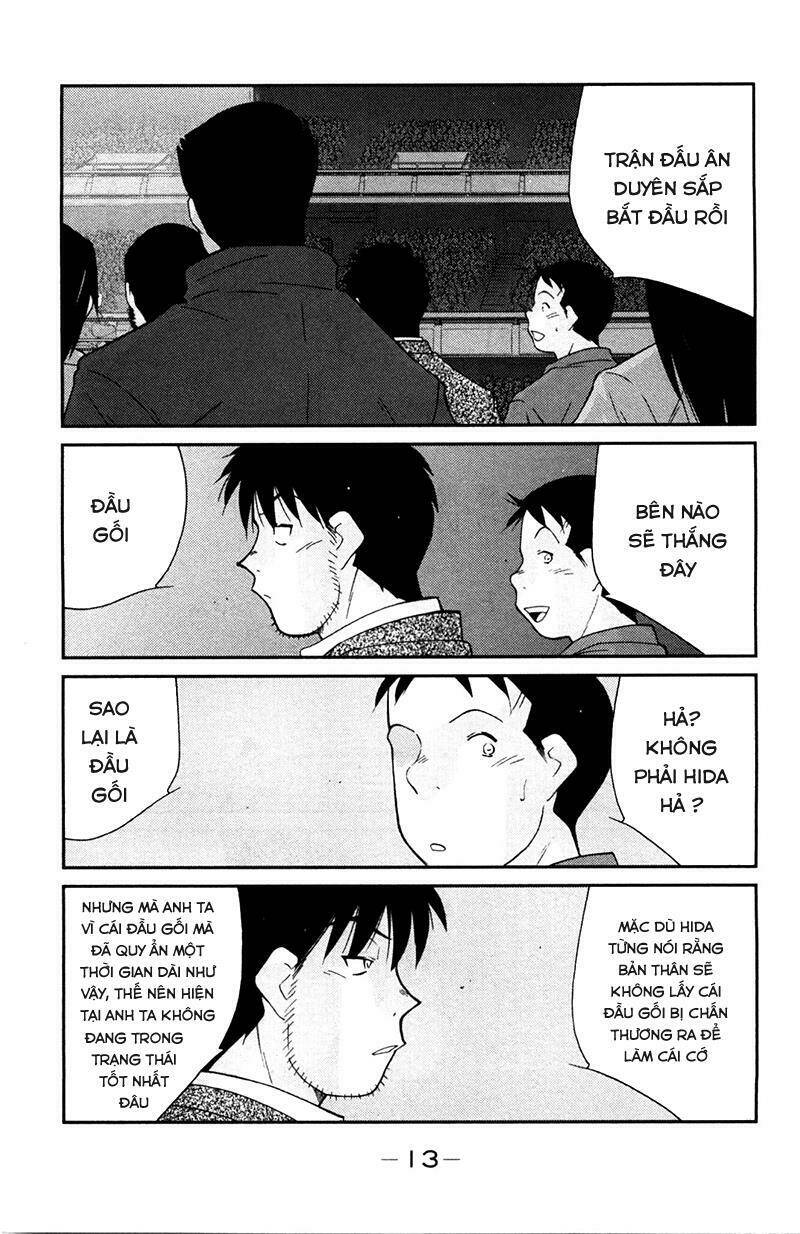 TRẬN ĐẤU ÂN
DUYÊN SẮP
BẮT ĐẦU RỒI
BÊN NÀO
SẼ THẮNG
ĐÂY
ĐẦU
GỐI
HẢ?
KHÔNG
PHẢI HIDA
HẢ ?
SAO
LẠI LÀ
ĐẦU
GỐI
MẶC DÙ HIDA
TỪNG NÓI RẰNG
BẢN THÂN SẼ
KHÔNG LẤY CÁI
ĐẦU GỐI BỊ CHẤN
THƯƠNG RA ĐỂ
LÀM CÁI CỚ
NHƯNG MÀ ANH TA
VÌ CÁI ĐẦU GỐI MÀ
ĐÃ QUY ẨN MỘT
THỜI GIAN DÀI NHƯ
VẬY, THẾ NÊN HIỆN
TẠI ANH TA KHÔNG
ĐANG TRONG
TRẠNG THÁI
TỐT NHẤT
ĐÂU
—13—